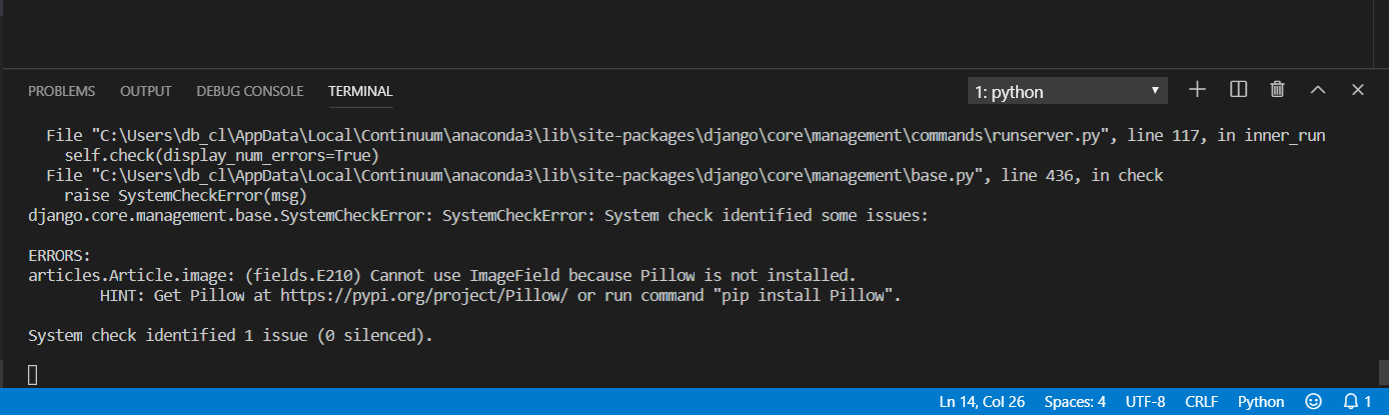 PROBLEMS OUTPUT DEBUG CONSOLE TERMINAL 1: python
File "C:\Users\db_cl\AppData\Local\Continuum\anaconda3\lib\site-packages\django\core\management\commands\runserver.py", line 117, in inner_run
self.check(display_num_errors=True)
File "C:\Users\db_cl\AppData\Local\Continuum\anaconda3\lib\site-packages\django\core\management\base.py", line 436, in check
raise SystemCheckError(msg)
django.core.management.base.SystemCheckError: SystemCheckError: System check identified some issues:
ERRORS:
articles.Article.image: (fields.E210) Cannot use ImageField because Pillow is not installed.
HINT: Get Pillow at https://pypi.org/project/Pillow/ or run command "pip install Pillow".
System check identified 1 issue (0 silenced).
Ln 14, Col 26 Spaces: 4 UTF-8 CRLF Python 1